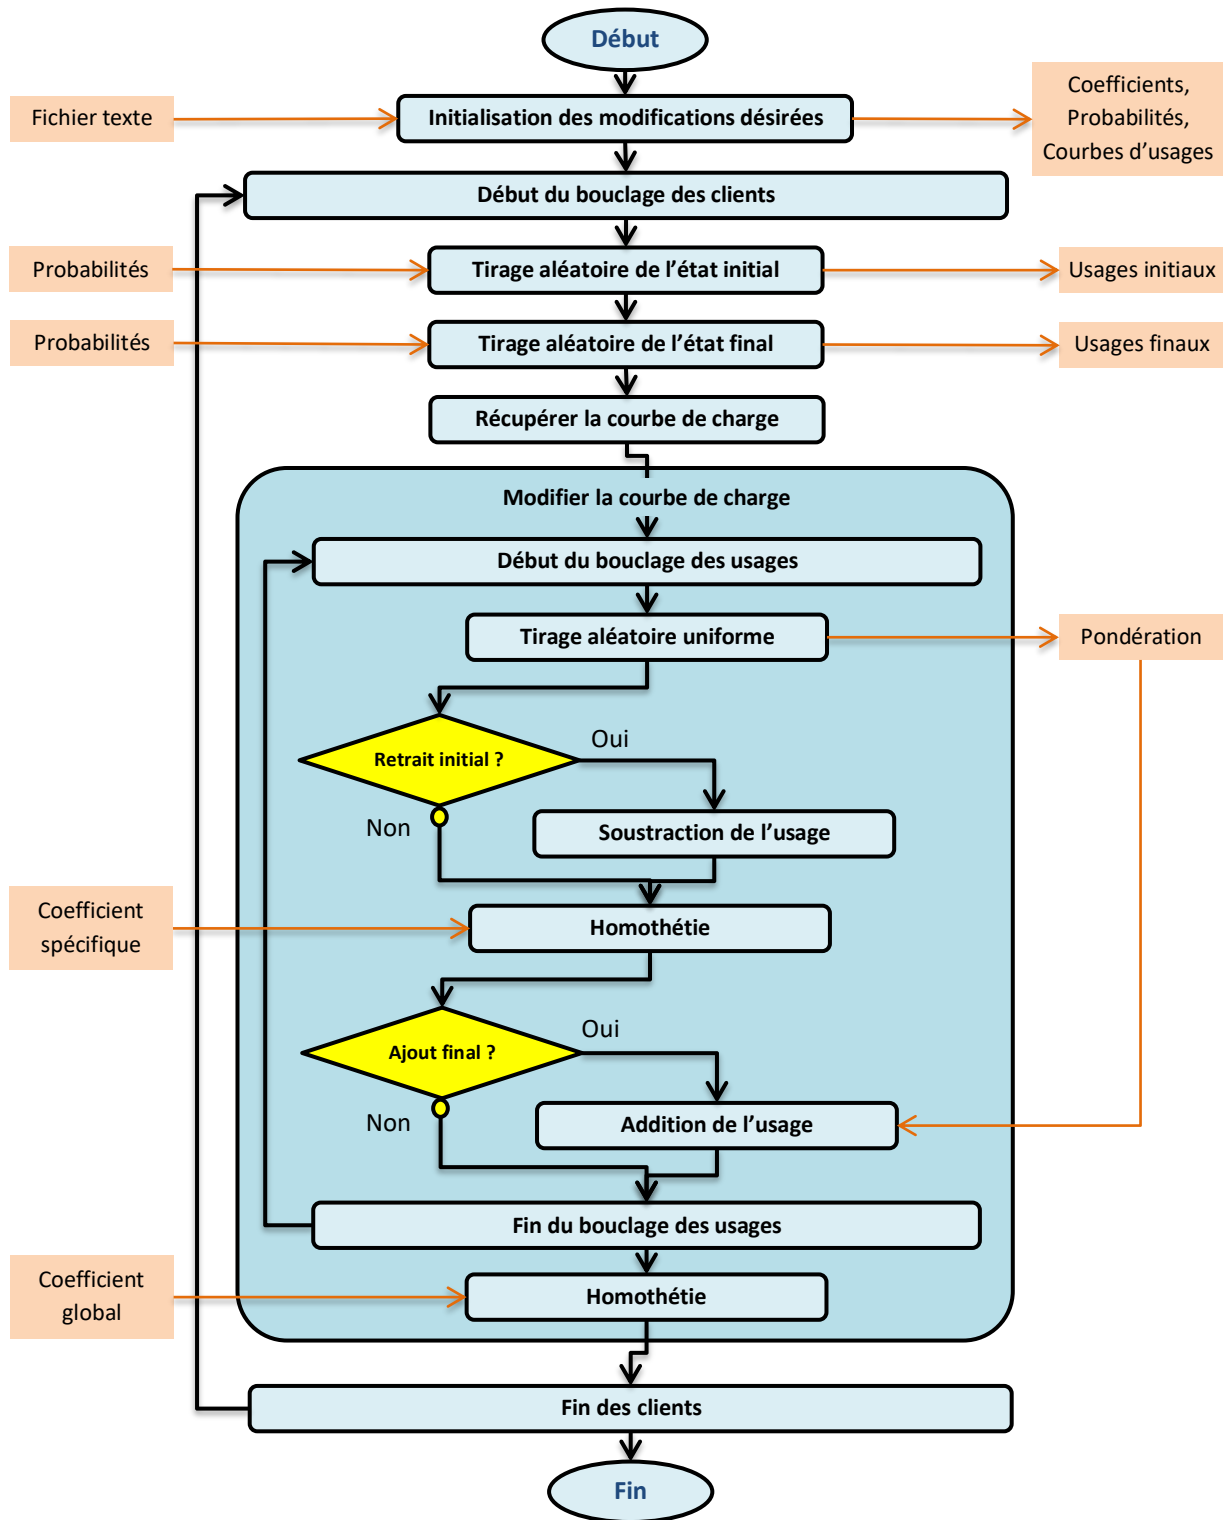 Début
Fichier texte
Initialisation des modifications désirées
Coefficients,
Probabilités,
Courbes d’usages
Début du bouclage des clients
Probabilités
Tirage aléatoire de l’état initial
Usages initiaux
Probabilités
Tirage aléatoire de l’état final
Usages finaux
Récupérer la courbe de charge
Modifier la courbe de charge
Début du bouclage des usages
Tirage aléatoire uniforme
Pondération
Retrait initial ?
Oui
Non
Soustraction de l’usage
Coefficient
spécifique
Homothétie
Ajout final ?
Oui
Non
Addition de l’usage
Fin du bouclage des usages
Coefficient
global
Homothétie
Fin des clients
Fin